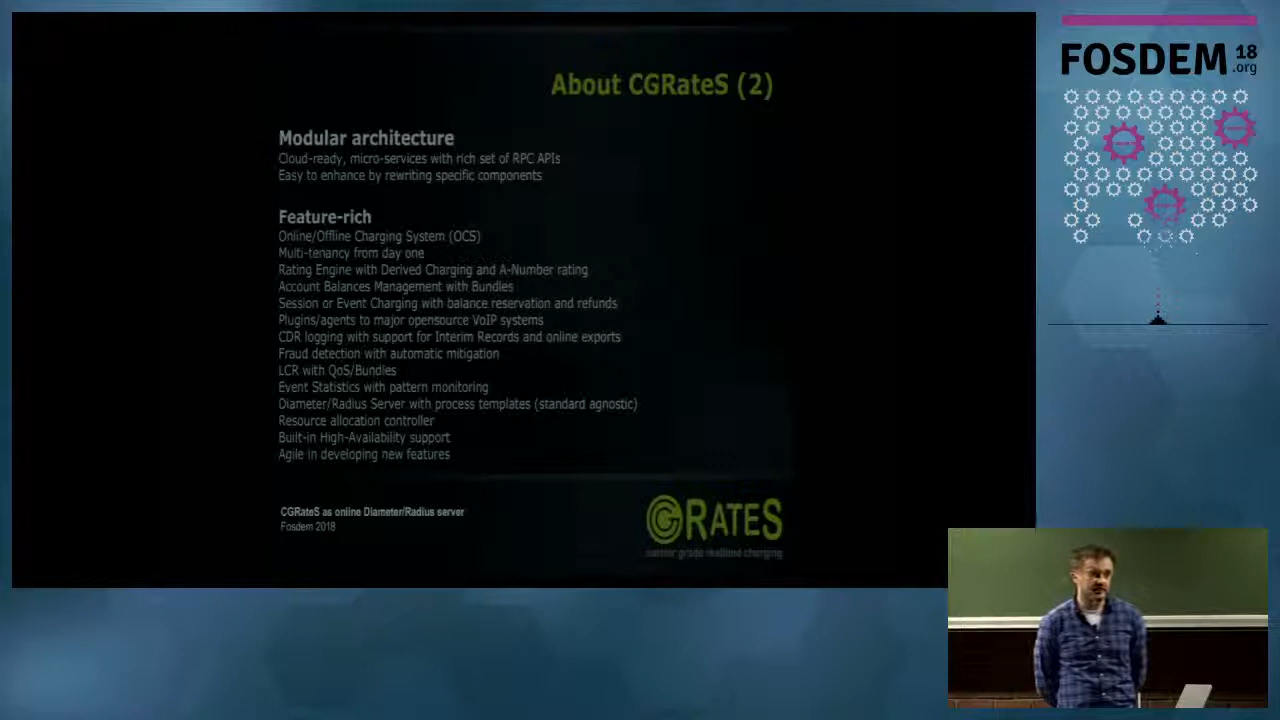 About CGRateS (2)
Modular architecture
Cloud-ready, micro-services with rich set of RPC APIs
Easy to enhance by rewriting specific components
Feature-rich
Online/Offline Charging System (OCS)
Multi-tenancy from day one
Rating Engine with Derived Charging and A-Number rating
Account Balances Management with Bundles
Session or Event Charging with balance reservation and refunds
Plugins/agents to major opensource VoIP systems
CDR logging with support for Interim Records and online exports
Fraud detection with automatic mitigation
LCR with QoS/Bundles
Event Statistics with pattern monitoring
Diameter/Radius Server with process templates (standard agnostic)
Resource allocation controller
Built-in High-Availability support
Agile in developing new features
CGRateS as online Diameter/Radius server
Fosdem 2018
CGRATES
carrier grade realtime charging
FOSDEM 18
.org